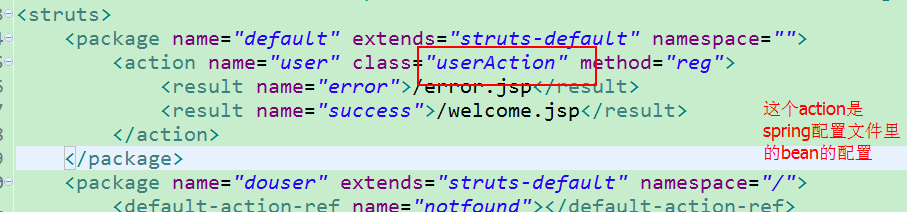 <struts>
<package name="default" extends="struts-default" namespace="">
<action name="user" class="userAction" method="reg">
<result name="error">/error.jsp</result>
<result name="success">/welcome.jsp</result>
</action>
</package>
<package name="douser" extends="struts-default" namespace="/">
<default-action-ref name="notfound"></default-action-ref>
这个action是
spring配置文件里
的bean的配置